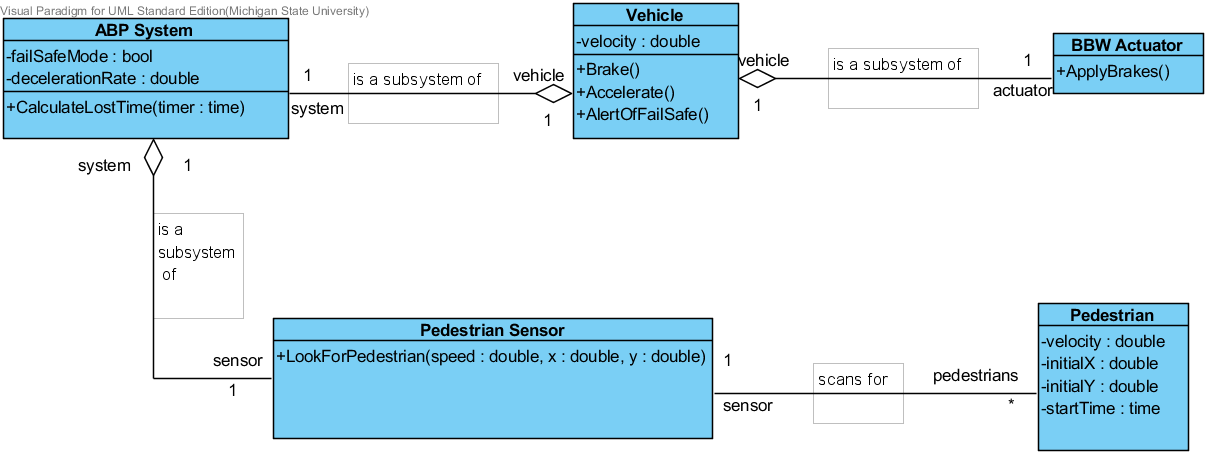 Visual Paradigm for UML Standard Edition(Michigan State University)
ABP System
-failSafeMode : bool
-decelerationRate : double
+CalculateLostTime(timer : time)
1
system
is a subsystem of
vehicle
1
Vehicle
-velocity : double
+Brake()
+Accelerate()
+AlertOfFailSafe()
vehicle
1
is a subsystem of
1
actuator
BBW Actuator
+ApplyBrakes()
system
1
is a
subsystem
of
sensor
1
Pedestrian Sensor
+LookForPedestrian(speed : double, x : double, y : double)
1
sensor
scans for
pedestrians
*
Pedestrian
-velocity : double
-initialX : double
-initialY : double
-startTime : time